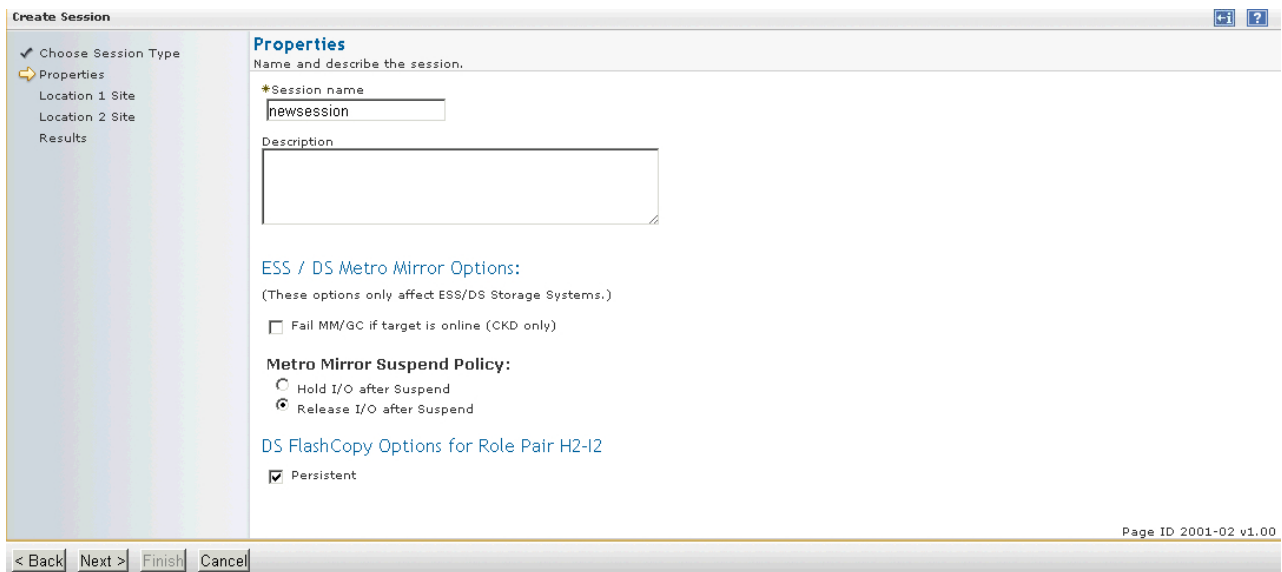 Create Session
?
Choose Session Type
Properties
Location 1 Site
Location 2 Site
Results
Properties
Name and describe the session.
*Session name
newsession
Description
ESS / DS Metro Mirror Options:
(These options only affect ESS/DS Storage Systems.)
Fail MM/GC if target is online (CKD only)
Metro Mirror Suspend Policy:
Hold I/O after Suspend
Release I/O after Suspend
DS FlashCopy Options for Role Pair H2-I2
Persistent
Page ID 2001-02 v1.00
< Back Next > Finish Cancel